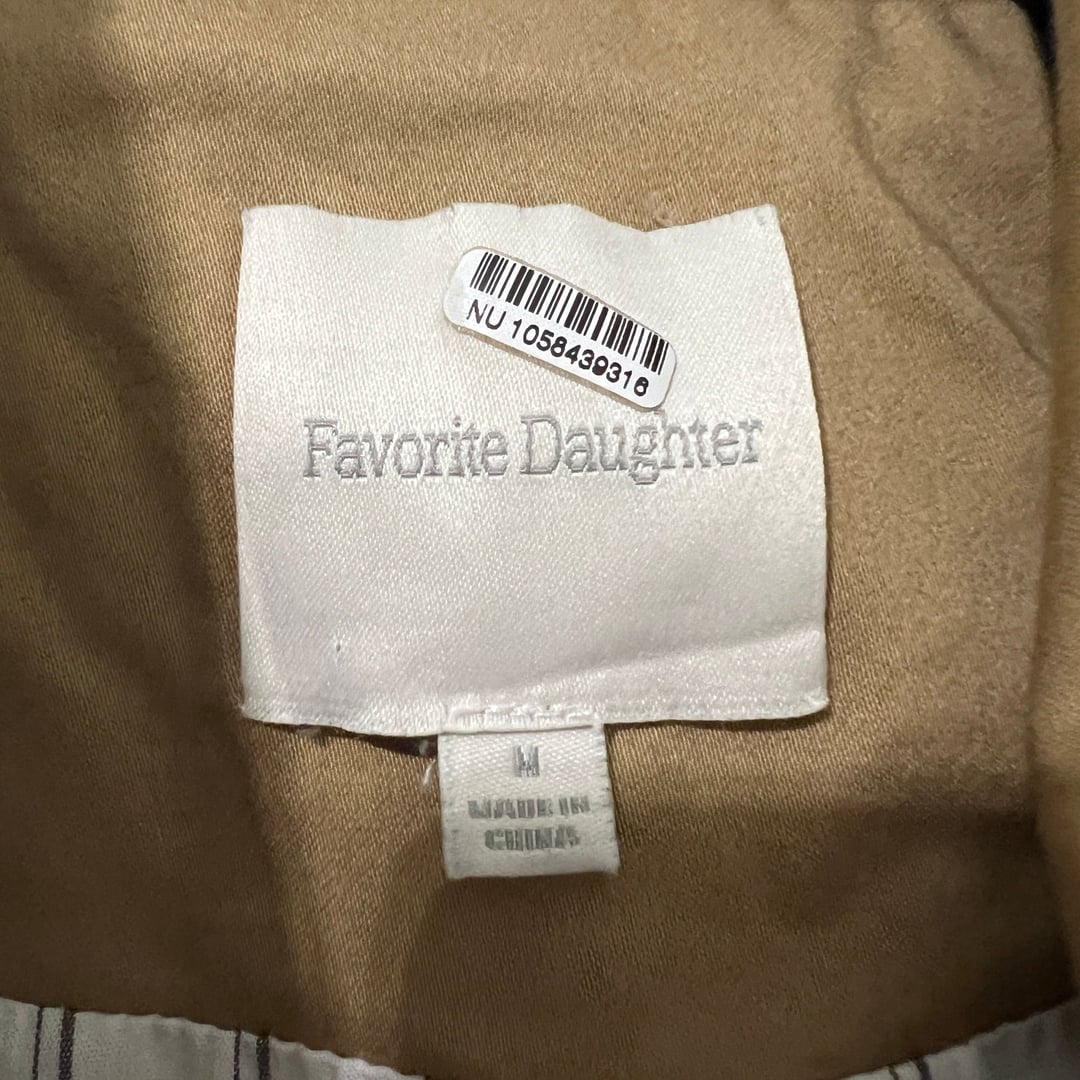 NU 1058439316
Favorite Daughter
M
MADE IN
CHINA